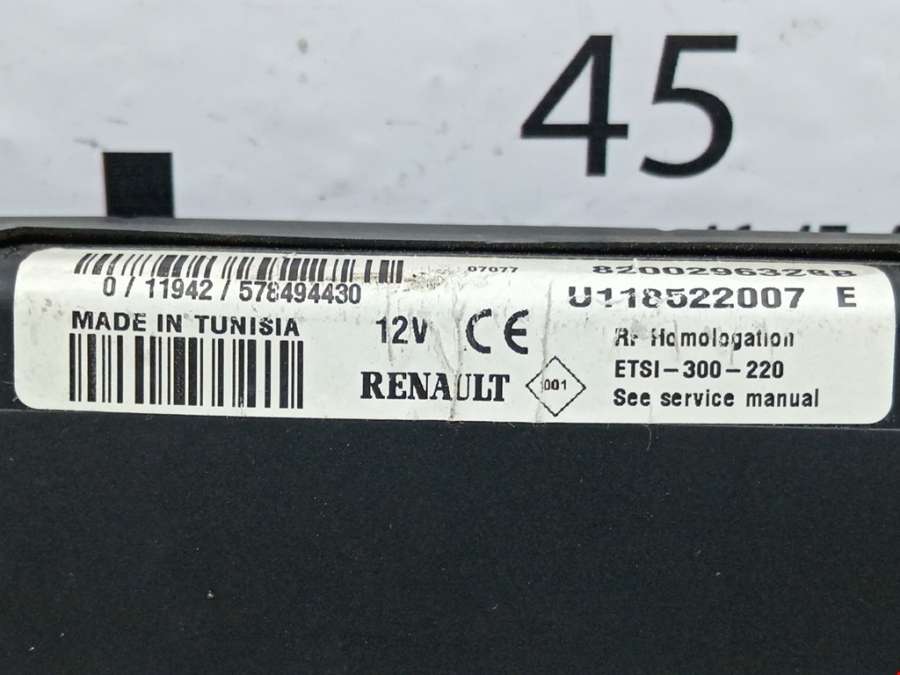 45
07077
0 / 11942 / 578494430
U118522007 E
MADE IN TUNISIA
12V CE
RENAULT
001
RF Homologation
ETSI-300-220
See service manual